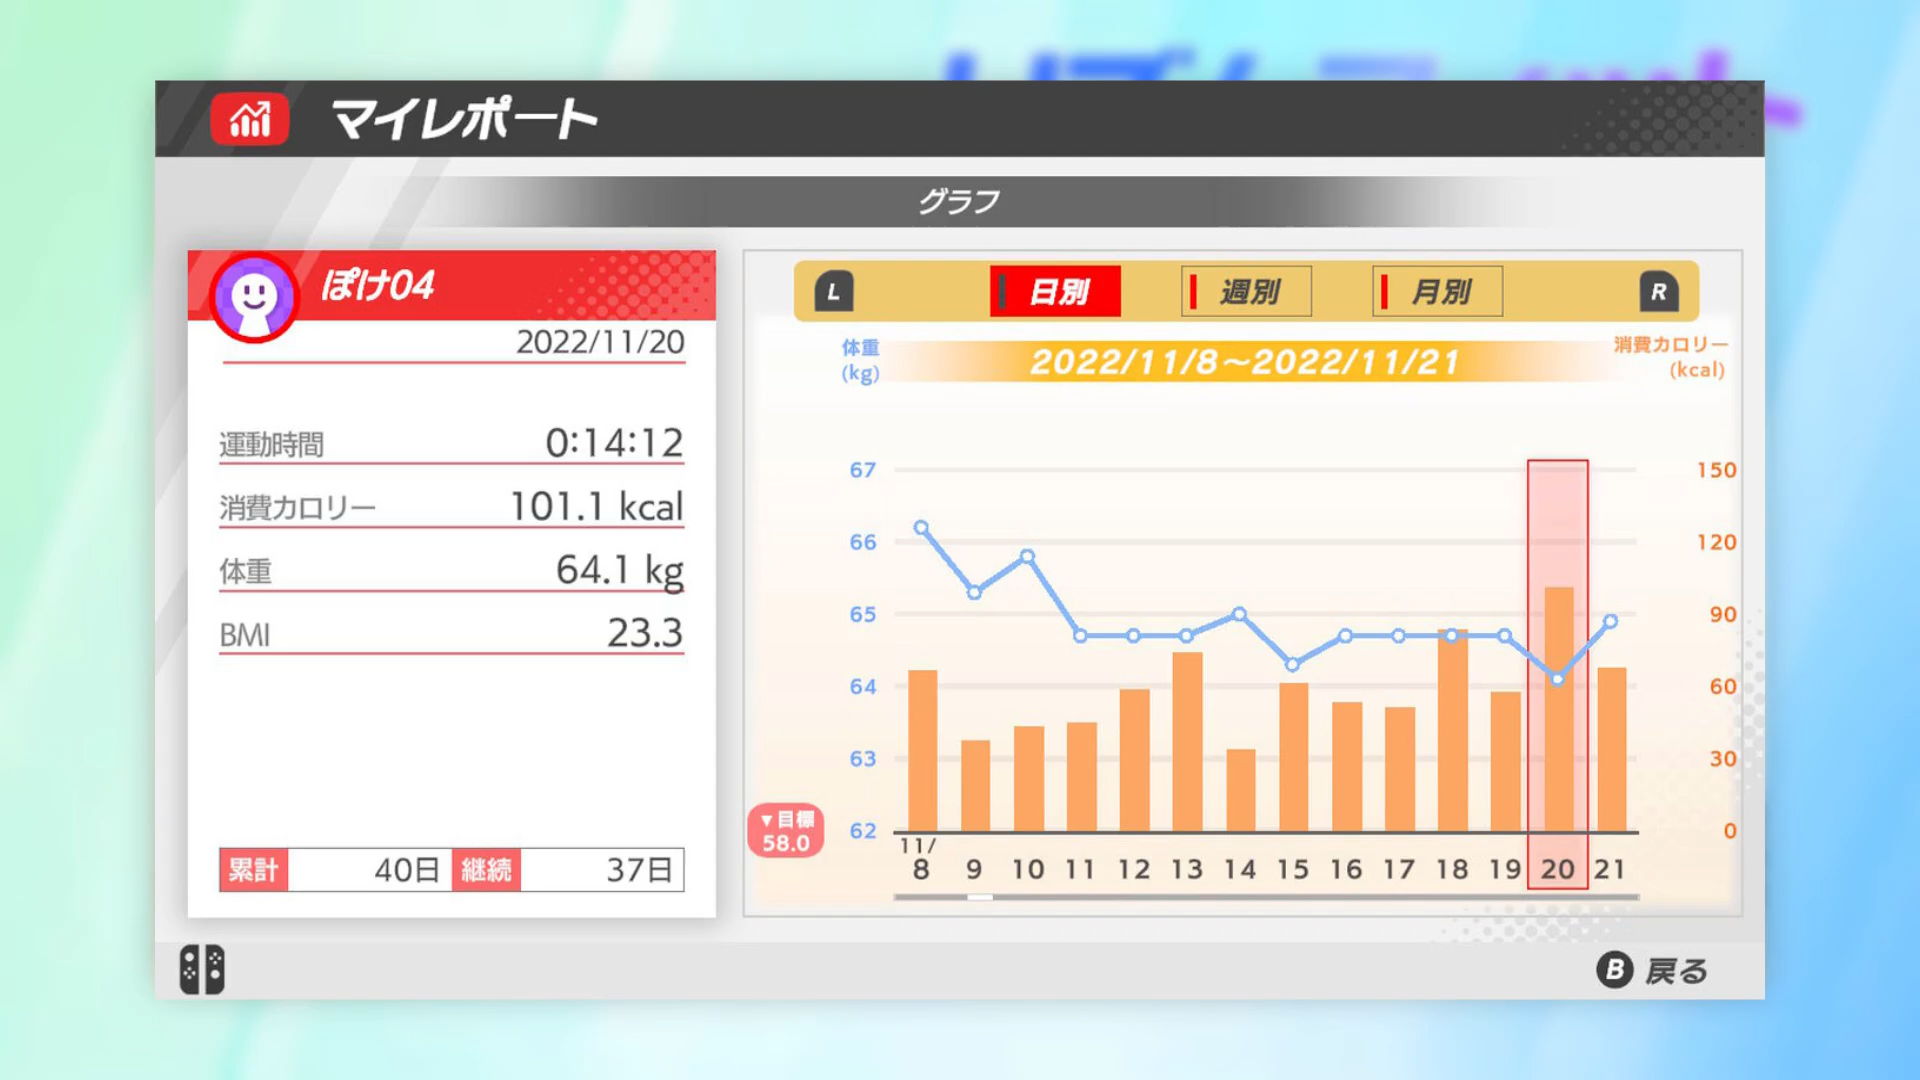 マイレポート
グラフ
ぽけ04
2022/11/20
運動時間 0:14:12
消費カロリー 101.1 kcal
体重 64.1 kg
BMI 23.3
累計 40日 継続 37日
L 日別 週別 月別 R
体重
(kg)
2022/11/8～2022/11/21
消費カロリー
(kcal)
67 150
66 120
65 90
64 60
63 30
62 0
▼目標
58.0
11/
8 9 10 11 12 13 14 15 16 17 18 19 20 21
B 戻る